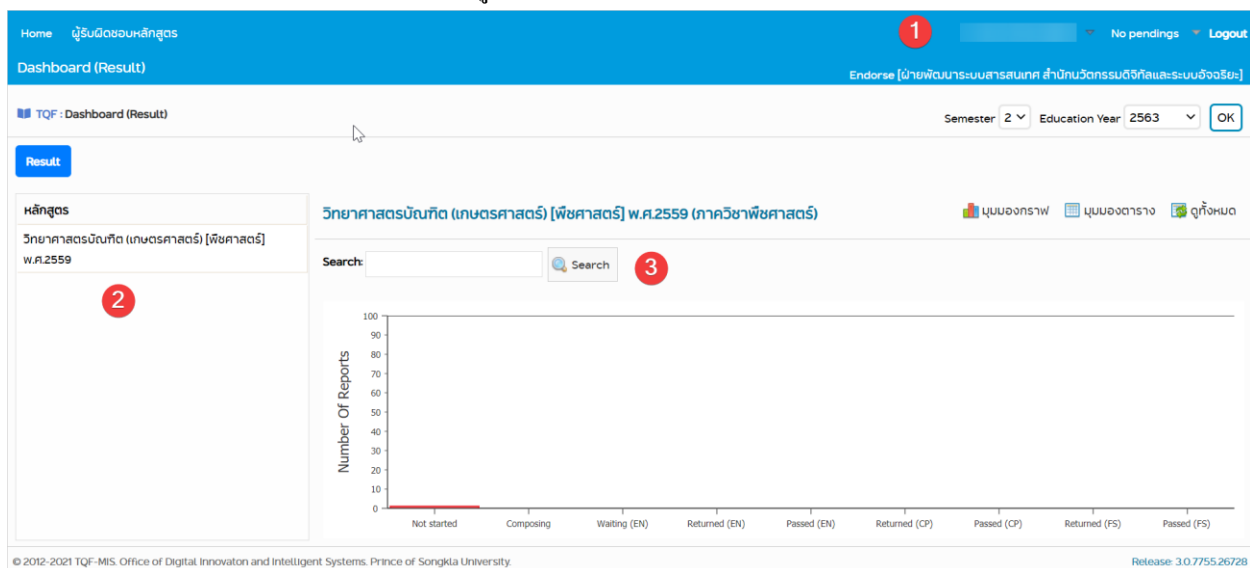 Home ผู้รับผิดชอบหลักสูตร
1 No pendings Logout
Dashboard (Result)
Endorse [ฝ่ายพัฒนาระบบสารสนเทศ สำนักนวัตกรรมดิจิทัลและระบบอัจฉริยะ]
TQF : Dashboard (Result)
Semester 2 Education Year 2563 OK
Result
หลักสูตร
วิทยาศาสตรบัณฑิต (เกษตรศาสตร์) [พืชศาสตร์]
พ.ศ.2559
2
วิทยาศาสตรบัณฑิต (เกษตรศาสตร์) [พืชศาสตร์] พ.ศ.2559 (ภาควิชาพืชศาสตร์)
มุมมองกราฟ มุมมองตาราง ดูทั้งหมด
Search: Search 3
Number Of Reports
100
90
80
70
60
50
40
30
20
10
0
Not started Composing Waiting (EN) Returned (EN) Passed (EN) Returned (CP) Passed (CP) Returned (FS) Passed (FS)
© 2012-2021 TQF-MIS. Office of Digital Innovaton and Intelligent Systems. Prince of Songkla University.
Release: 3.0.7755.26728